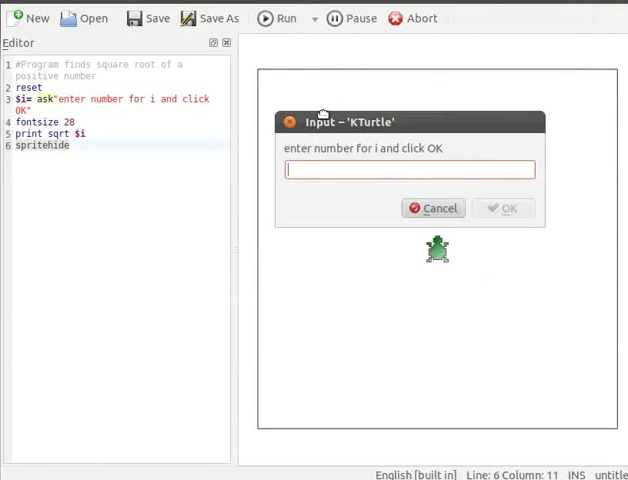 New Open Save Save As Run Pause Abort
Editor
1 #Program finds square root of a
positive number
2 reset
3 $i= ask"enter number for i and click
OK"
4 fontsize 28
5 print sqrt $i
6 spritehide
Input – 'KTurtle'
enter number for i and click OK
Cancel OK
English [built in] Line: 6 Column: 11 INS untitle